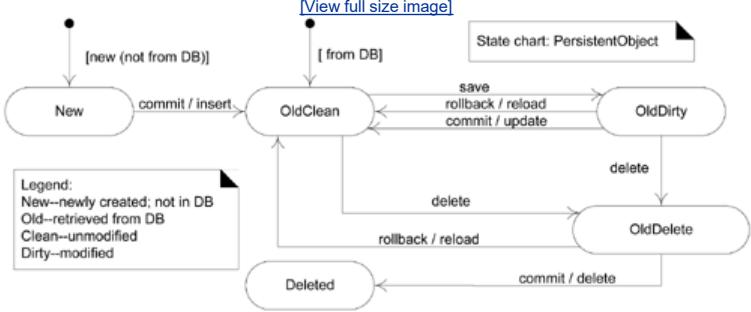 [View full size image]
State chart: PersistentObject
[new (not from DB)]
[ from DB]
New
commit / insert
OldClean
save
rollback / reload
commit / update
OldDirty
delete
Legend:
New--newly created; not in DB
Old--retrieved from DB
Clean--unmodified
Dirty--modified
delete
OldDelete
rollback / reload
commit / delete
Deleted